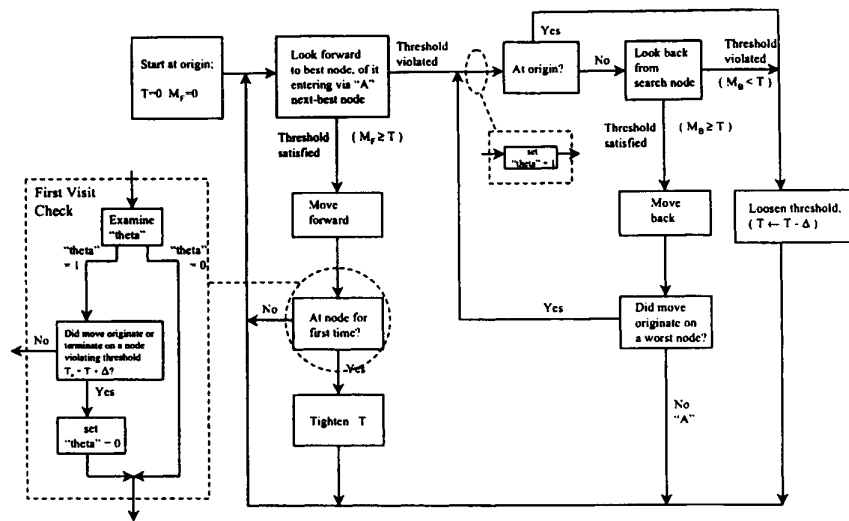 Start at origin;
T=0 M_F=0
Look forward
to best node, of it
entering via "A"
next-best node
Threshold
violated
Yes
At origin?
No
Look back
from
search node
Threshold
violated
( M_B < T )
Threshold
satisfied
( M_F ≥ T )
set
"theta" = 1
Threshold
satisfied
( M_B ≥ T )
First Visit
Check
Examine
"theta"
"theta"
= 1
"theta"
= 0
Move
forward
Move
back
Loosen threshold,
( T ← T - Δ )
No
Did move originate or
terminate on a node
violating threshold
T, = T + Δ?
Yes
set
"theta" = 0
No
At node for
first time?
Yes
Tighten T
Yes
Did move
originate on
a worst node?
No
"A"